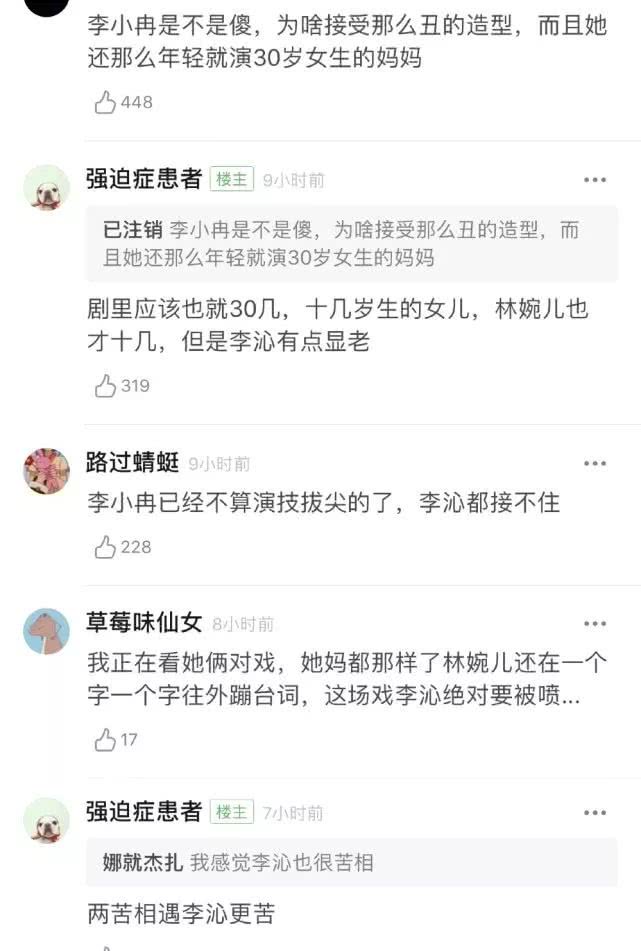 李小冉是不是傻，为啥接受那么丑的造型，而且她
还那么年轻就演30岁女生的妈妈
448
强迫症患者 楼主 9小时前
已注销 李小冉是不是傻，为啥接受那么丑的造型，而
且她还那么年轻就演30岁女生的妈妈
剧里应该也就30几，十几岁生的女儿，林婉儿也
才十几，但是李沁有点显老
319
路过蜻蜓 9小时前
李小冉已经不算演技拔尖的了，李沁都接不住
228
草莓味仙女 8小时前
我正在看她俩对戏，她妈都那样了林婉儿还在一个
字一个字往外蹦台词，这场戏李沁绝对要被喷...
17
强迫症患者 楼主 7小时前
娜就杰扎 我感觉李沁也很苦相
两苦相遇李沁更苦